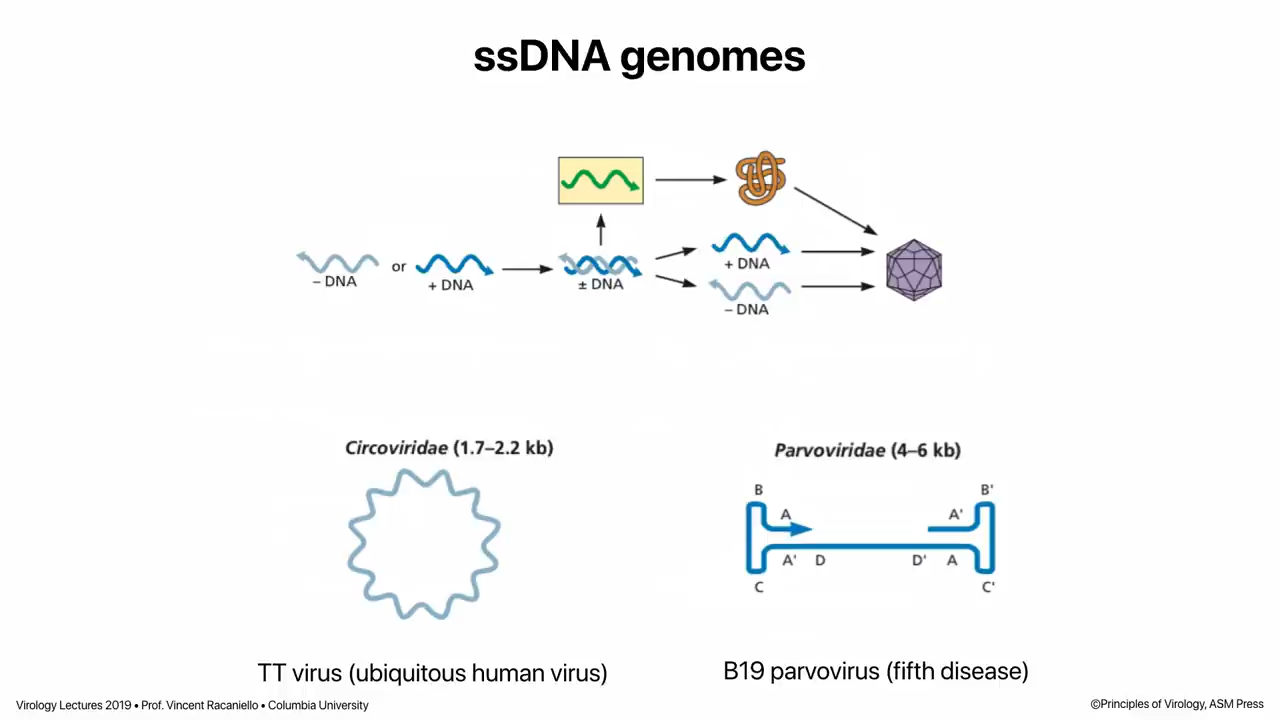 ssDNA genomes
– DNA
or
+ DNA
± DNA
+ DNA
– DNA
Circoviridae (1.7–2.2 kb)
Parvoviridae (4–6 kb)
B
B'
A
A'
A'
D
D'
A
C
C'
TT virus (ubiquitous human virus)
B19 parvovirus (fifth disease)
Virology Lectures 2019 • Prof. Vincent Racaniello • Columbia University
©Principles of Virology, ASM Press